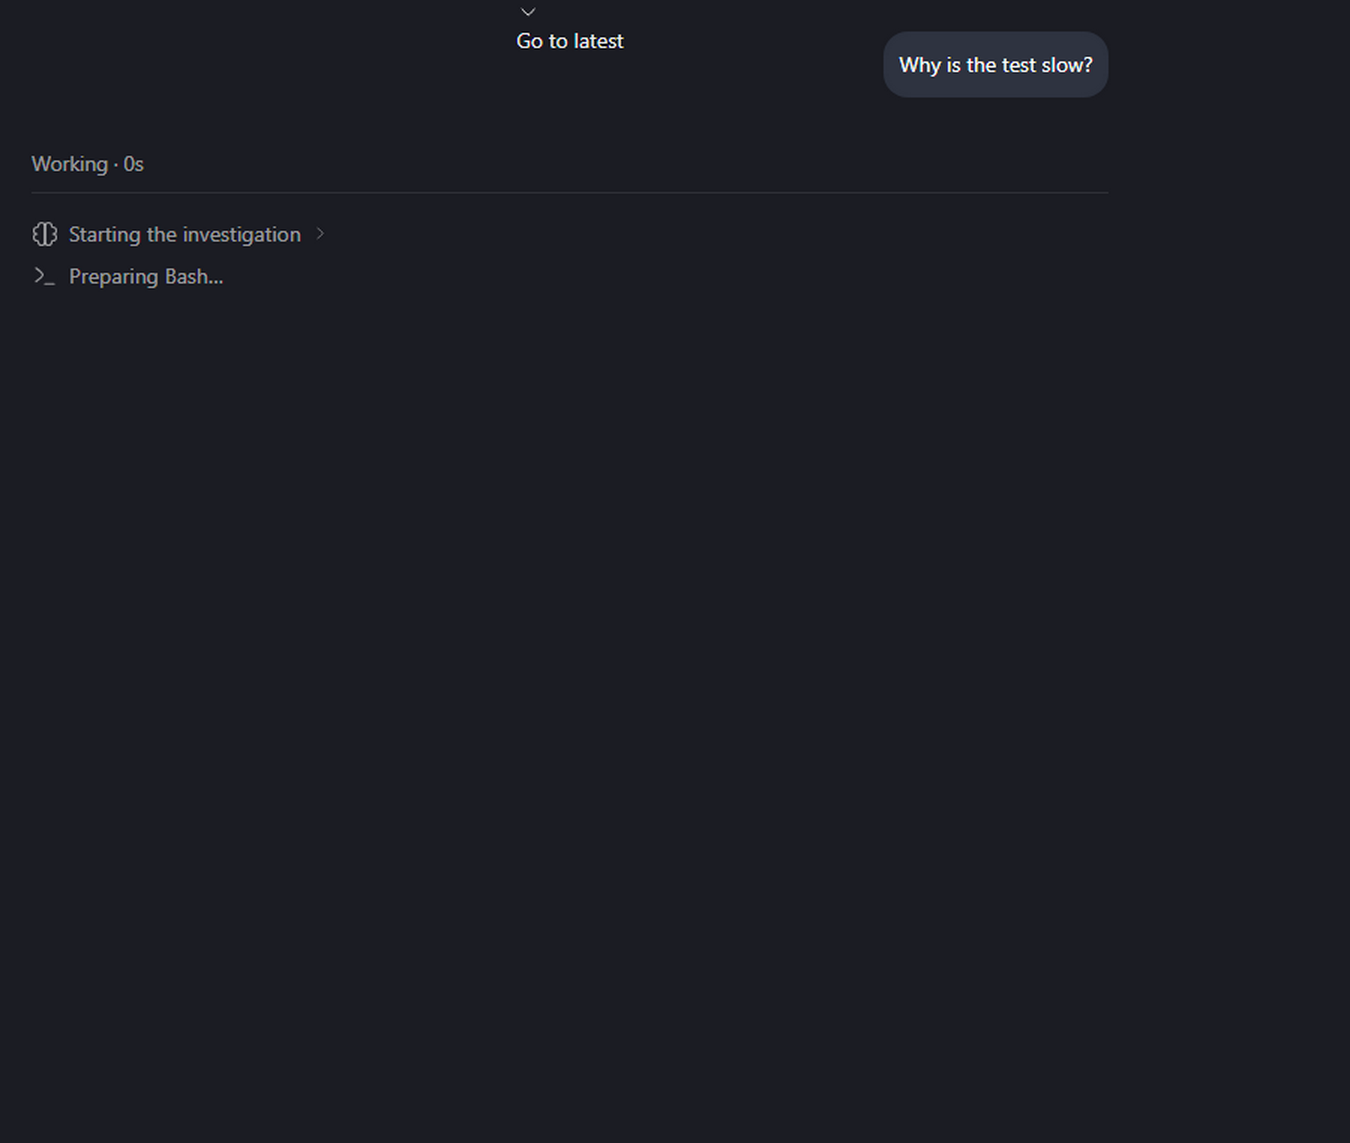 Go to latest
Why is the test slow?
Working · 0s
Starting the investigation
Preparing Bash...